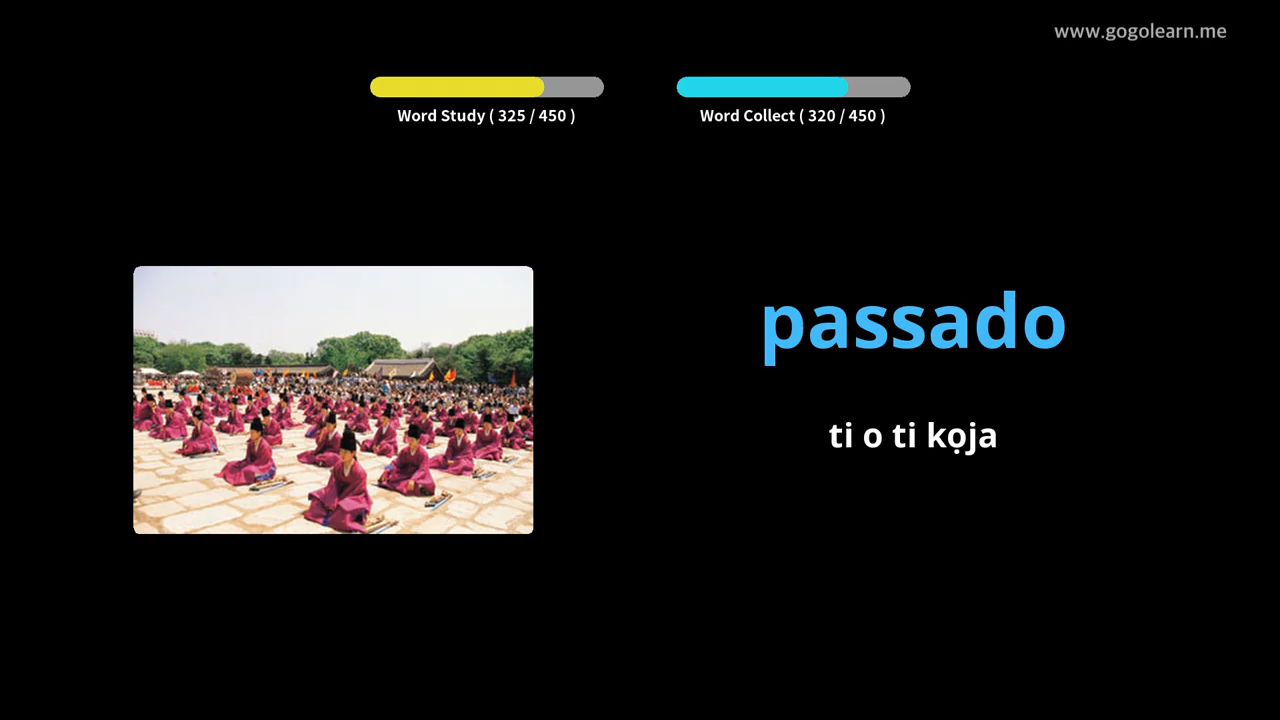 www.gogolearn.me
Word Study ( 325 / 450 )
Word Collect ( 320 / 450 )
passado
ti o ti kọja